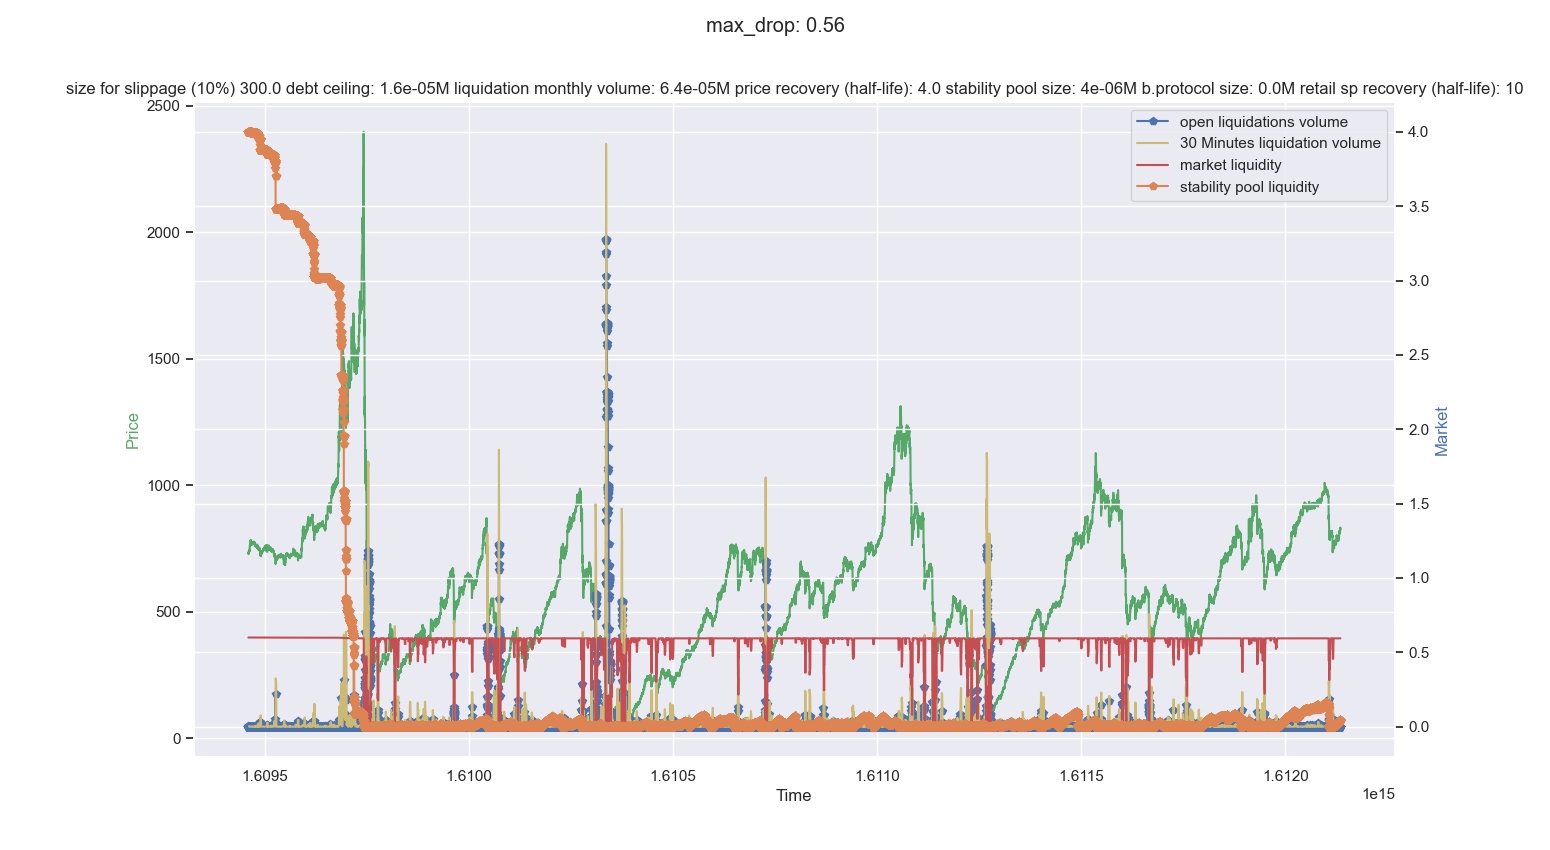 max_drop: 0.56
size for slippage (10%) 300.0 debt ceiling: 1.6e-05M liquidation monthly volume: 6.4e-05M price recovery (half-life): 4.0 stability pool size: 4e-06M b.protocol size: 0.0M retail sp recovery (half-life): 10
open liquidations volume
30 Minutes liquidation volume
market liquidity
stability pool liquidity
Price
2500
2000
1500
1000
500
0
4.0
3.5
3.0
2.5
2.0
1.5
1.0
0.5
0.0
Market
1.6095 1.6100 1.6105 1.6110 1.6115 1.6120
Time
1e15